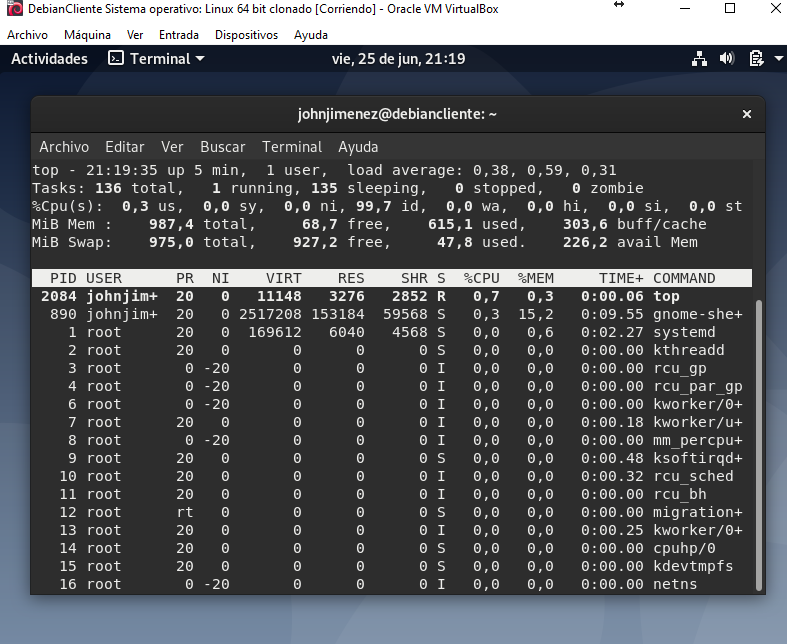 DebianCliente Sistema operativo: Linux 64 bit clonado [Corriendo] - Oracle VM VirtualBox
Archivo Máquina Ver Entrada Dispositivos Ayuda
Actividades Terminal vie, 25 de jun, 21:19
johnjimenez@debiancliente: ~
Archivo Editar Ver Buscar Terminal Ayuda
top - 21:19:35 up 5 min,  1 user,  load average: 0,38, 0,59, 0,31
Tasks: 136 total,   1 running, 135 sleeping,   0 stopped,   0 zombie
%Cpu(s):  0,3 us,  0,0 sy,  0,0 ni, 99,7 id,  0,0 wa,  0,0 hi,  0,0 si,  0,0 st
MiB Mem :    987,4 total,     68,7 free,    615,1 used,    303,6 buff/cache
MiB Swap:    975,0 total,    927,2 free,     47,8 used.    226,2 avail Mem
PID USER      PR  NI    VIRT    RES    SHR S  %CPU  %MEM     TIME+ COMMAND
2084 johnjim+  20   0   11148   3276   2852 R   0,7   0,3   0:00.06 top
890 johnjim+  20   0 2517208 153184  59568 S   0,3  15,2   0:09.55 gnome-she+
1 root      20   0  169612   6040   4568 S   0,0   0,6   0:02.27 systemd
2 root      20   0       0      0      0 S   0,0   0,0   0:00.00 kthreadd
3 root       0 -20       0      0      0 I   0,0   0,0   0:00.00 rcu_gp
4 root       0 -20       0      0      0 I   0,0   0,0   0:00.00 rcu_par_gp
6 root       0 -20       0      0      0 I   0,0   0,0   0:00.00 kworker/0+
7 root      20   0       0      0      0 I   0,0   0,0   0:00.18 kworker/u+
8 root       0 -20       0      0      0 I   0,0   0,0   0:00.00 mm_percpu+
9 root      20   0       0      0      0 S   0,0   0,0   0:00.48 ksoftirqd+
10 root      20   0       0      0      0 I   0,0   0,0   0:00.32 rcu_sched
11 root      20   0       0      0      0 I   0,0   0,0   0:00.00 rcu_bh
12 root      rt   0       0      0      0 S   0,0   0,0   0:00.00 migration+
13 root      20   0       0      0      0 I   0,0   0,0   0:00.25 kworker/0+
14 root      20   0       0      0      0 S   0,0   0,0   0:00.00 cpuhp/0
15 root      20   0       0      0      0 S   0,0   0,0   0:00.00 kdevtmpfs
16 root       0 -20       0      0      0 I   0,0   0,0   0:00.00 netns